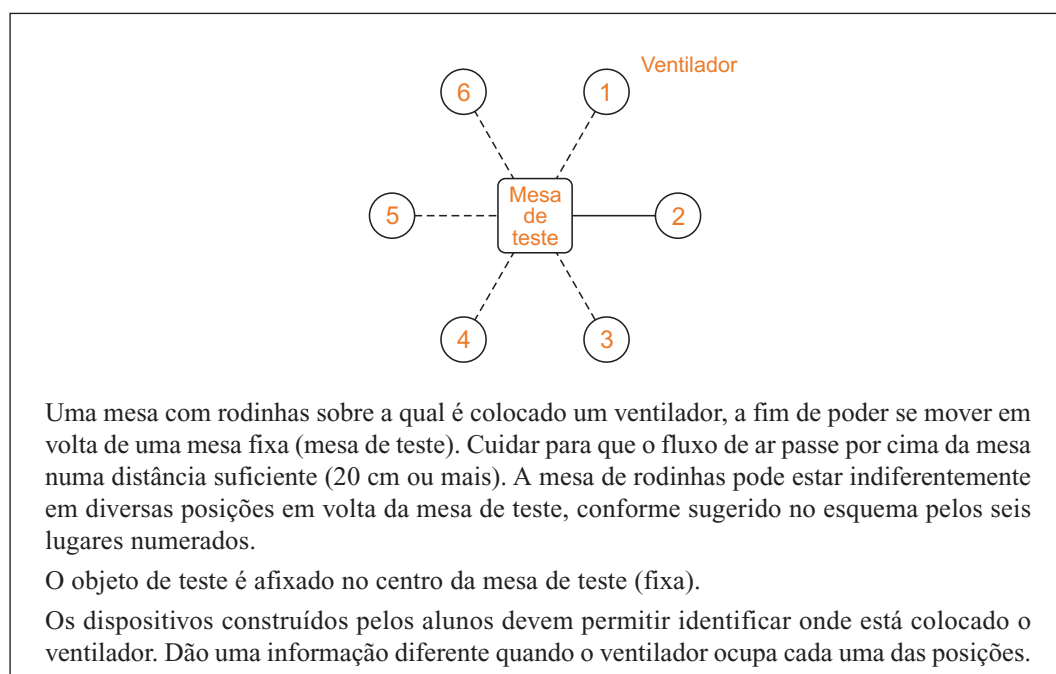 Ventilador
6
1
5
Mesa
de
teste
2
4
3
Uma mesa com rodinhas sobre a qual é colocado um ventilador, a fim de poder se mover em
volta de uma mesa fixa (mesa de teste). Cuidar para que o fluxo de ar passe por cima da mesa
numa distância suficiente (20 cm ou mais). A mesa de rodinhas pode estar indiferentemente
em diversas posições em volta da mesa de teste, conforme sugerido no esquema pelos seis
lugares numerados.
O objeto de teste é afixado no centro da mesa de teste (fixa).
Os dispositivos construídos pelos alunos devem permitir identificar onde está colocado o
ventilador. Dão uma informação diferente quando o ventilador ocupa cada uma das posições.